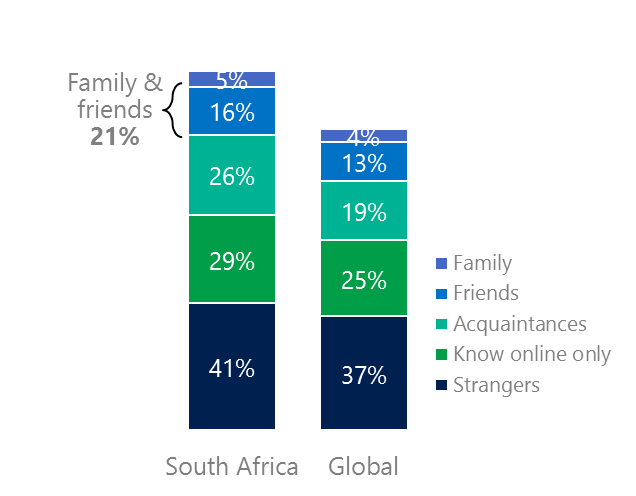 Family &
friends
21%
5%
16%
26%
29%
41%
4%
13%
19%
25%
37%
Family
Friends
Acquaintances
Know online only
Strangers
South Africa
Global